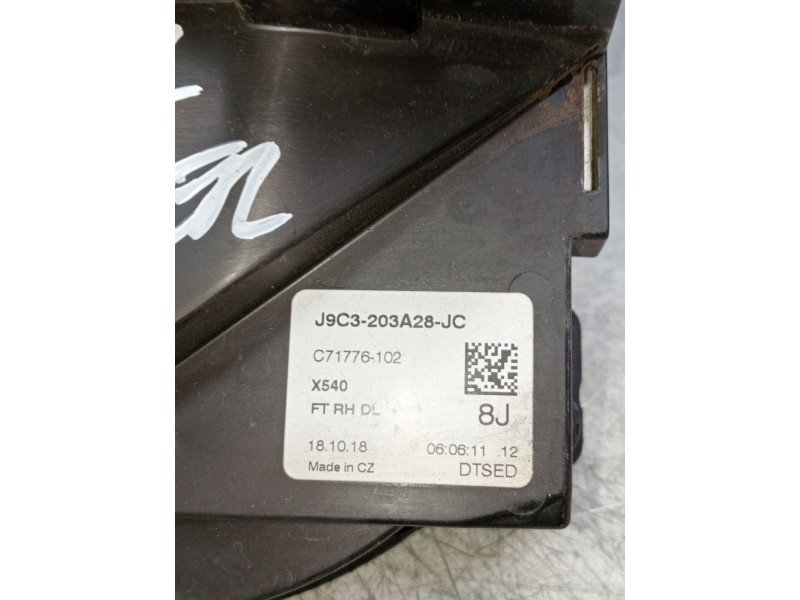 J9C3-203A28-JC
C71776-102
X540
FT RH DL
8J
18.10.18 06:06:11 .12
Made in CZ DTSED